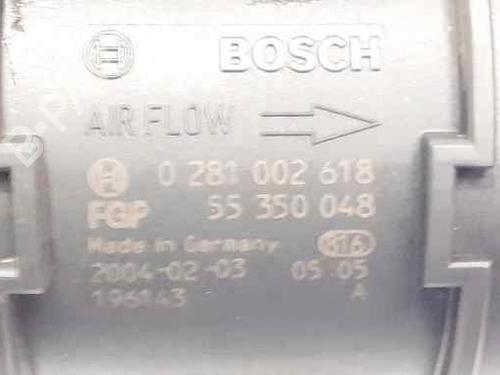 BOSCH
AIR FLOW
0 281 002 618
FGP 55 350 048
Made in Germany K16
2004-02-03 05.05
196143 A